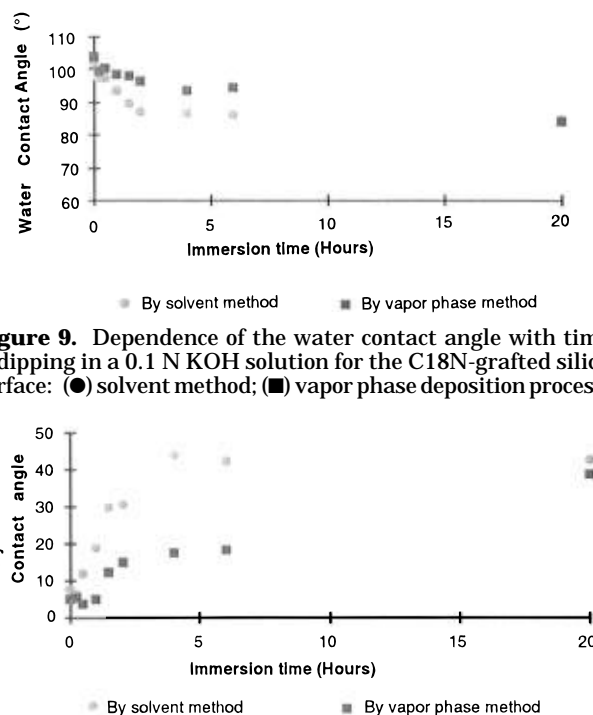 Water Contact Angle (°)
110
100
90
80
70
60
0 5 10 15 20
Immersion time (Hours)
By solvent method By vapor phase method
gure 9. Dependence of the water contact angle with tim
dipping in a 0.1 N KOH solution for the C18N-grafted silic
rface: (●) solvent method; (■) vapor phase deposition proces
Contact angle
50
40
30
20
10
0
0 5 10 15 20
Immersion time (Hours)
By solvent method By vapor phase method